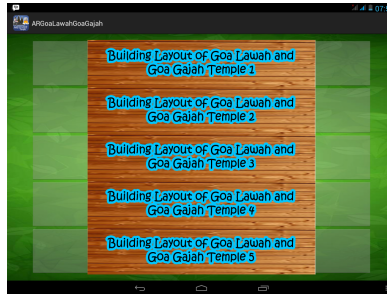 ARGoaLawahGoaGajah
Building Layout of Goa Lawah and
Goa Gajah Temple 1
Building Layout of Goa Lawah and
Goa Gajah Temple 2
Building Layout of Goa Lawah and
Goa Gajah Temple 3
Building Layout of Goa Lawah and
Goa Gajah Temple 4
Building Layout of Goa Lawah and
Goa Gajah Temple 5